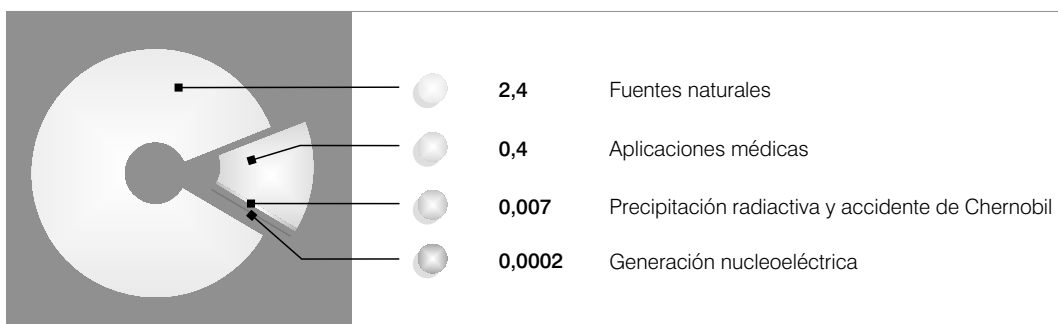 2,4 Fuentes naturales
0,4 Aplicaciones médicas
0,007 Precipitación radiactiva y accidente de Chernobil
0,0002 Generación nucleoeléctrica